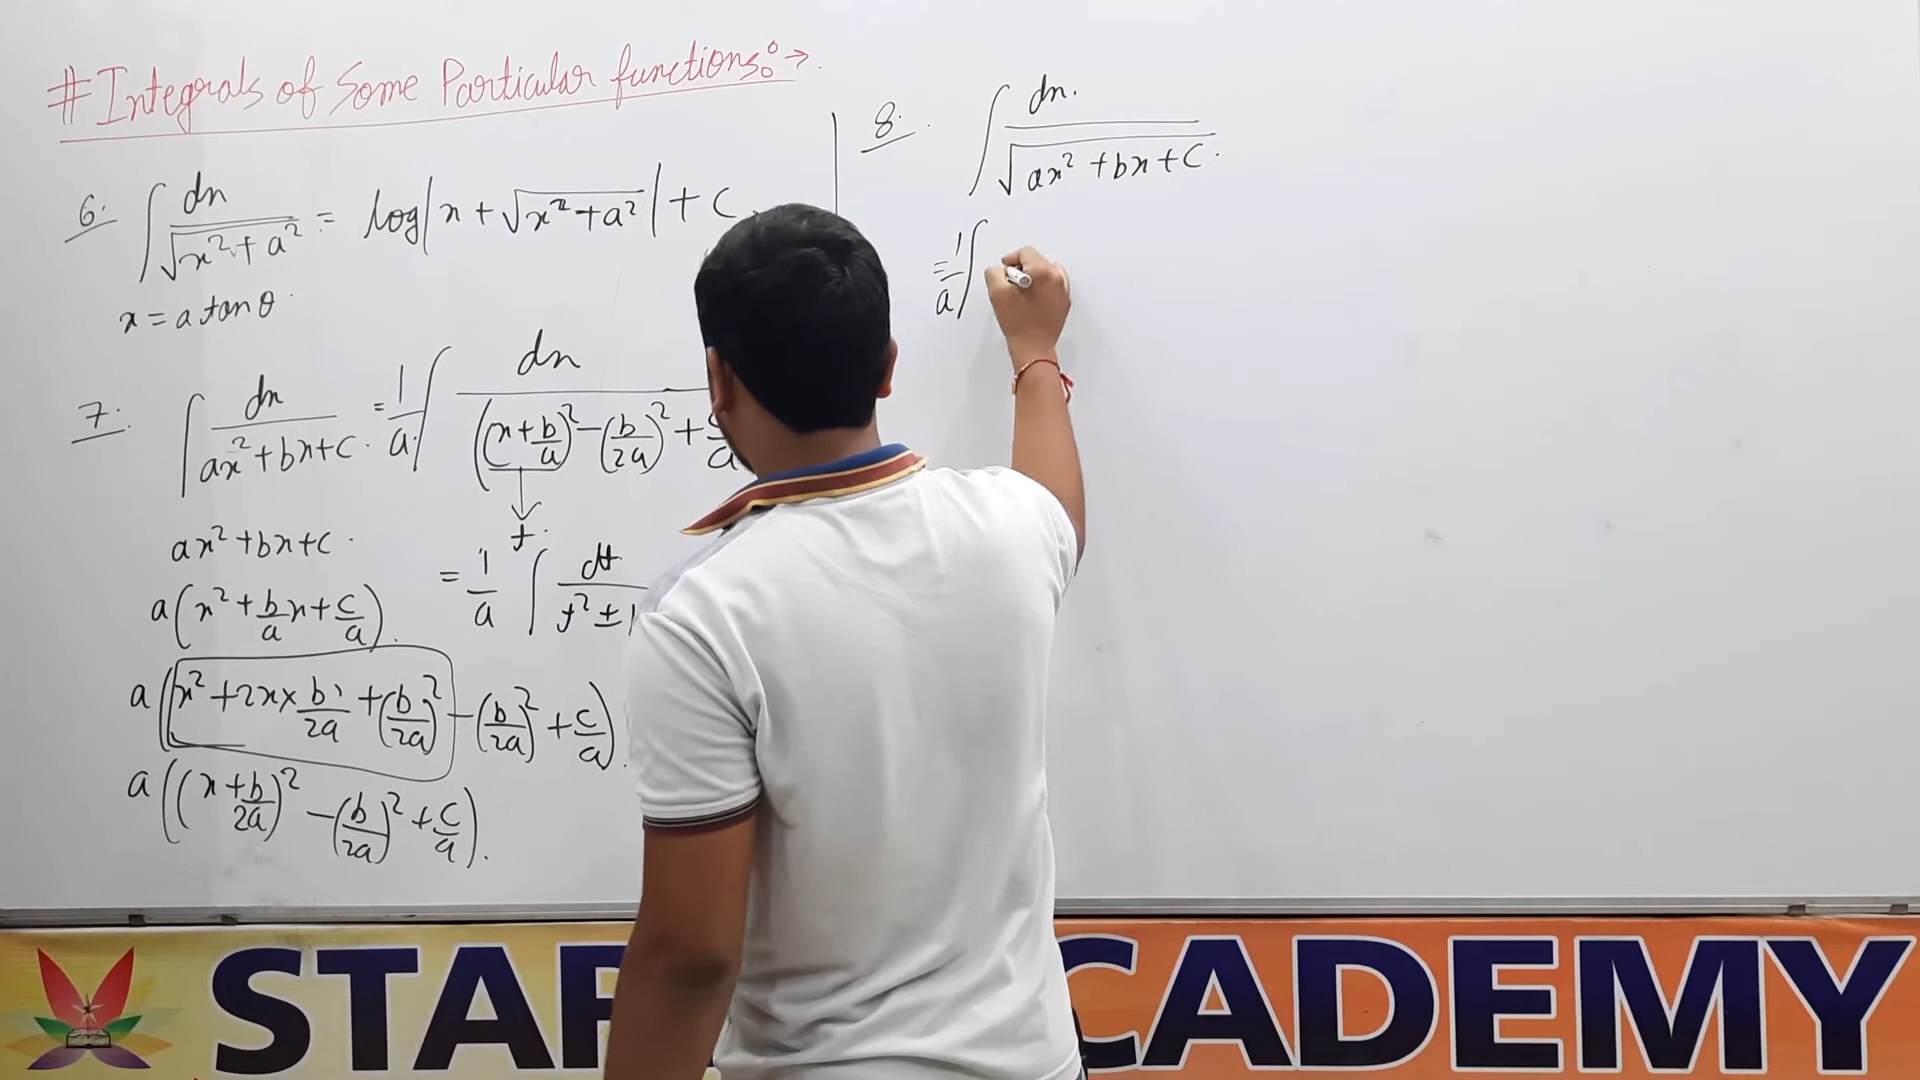 # Integrals of Some Particular functions: →.
6. ∫ dx/√(x² + a²) = log|x + √(x² + a²)| + C
x = a tan θ
7. ∫ dx/(ax² + bx + c) = 1/a ∫ dx/((x + b/a)² - (b/2a)² + c/a
↓
t.
ax² + bx + c.
= 1/a ∫ dt/(t² ±
a(x² + b/a x + c/a).
a(x² + 2x × b/2a + (b/2a)² - (b/2a)² + c/a).
a((x + b/2a)² - (b/2a)² + c/a).
8. ∫ dx./√(ax² + bx + c).
= 1/a ∫
STAR CADEMY